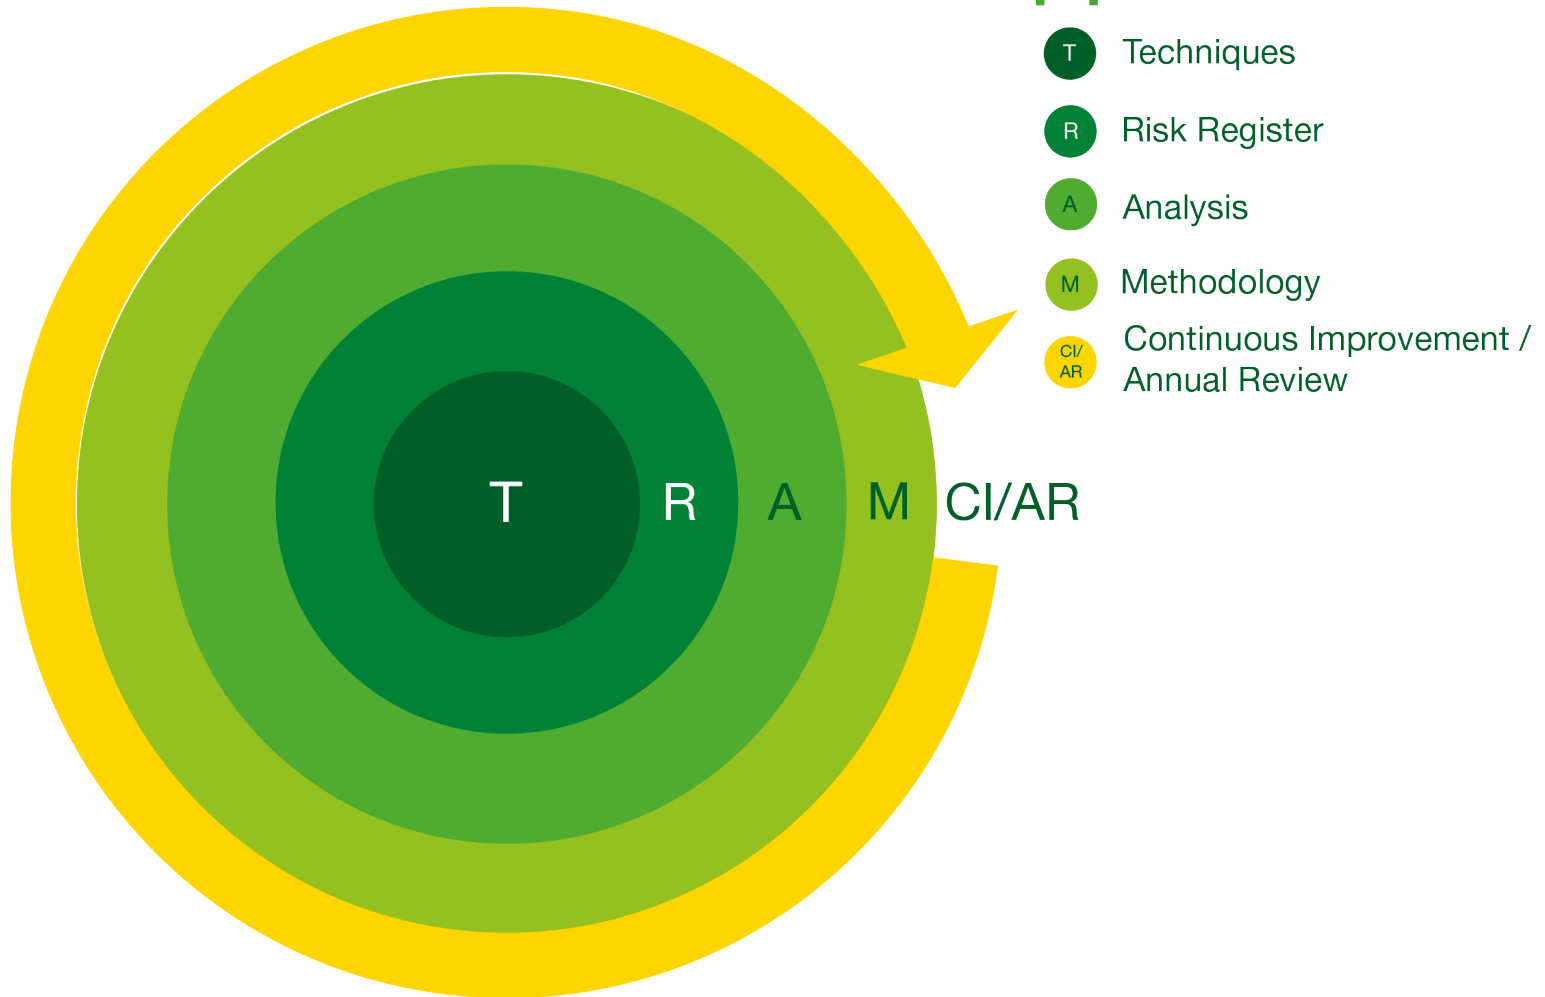 T Techniques
R Risk Register
A Analysis
M Methodology
CI/
AR
Continuous Improvement /
Annual Review
T R A M CI/AR